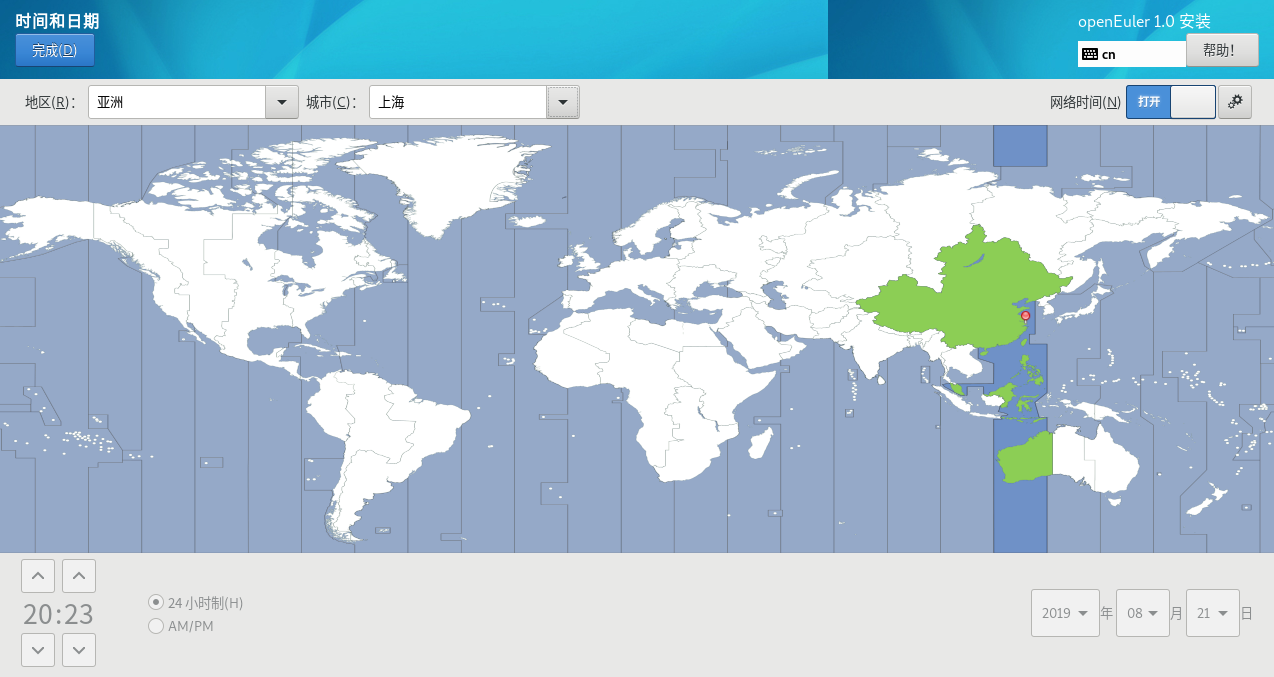 时间和日期
完成(D)
openEuler 1.0 安装
cn
帮助!
地区(R)：
亚洲
城市(C)：
上海
网络时间(N)
打开
20:23
24 小时制(H)
AM/PM
2019 年 08 月 21 日